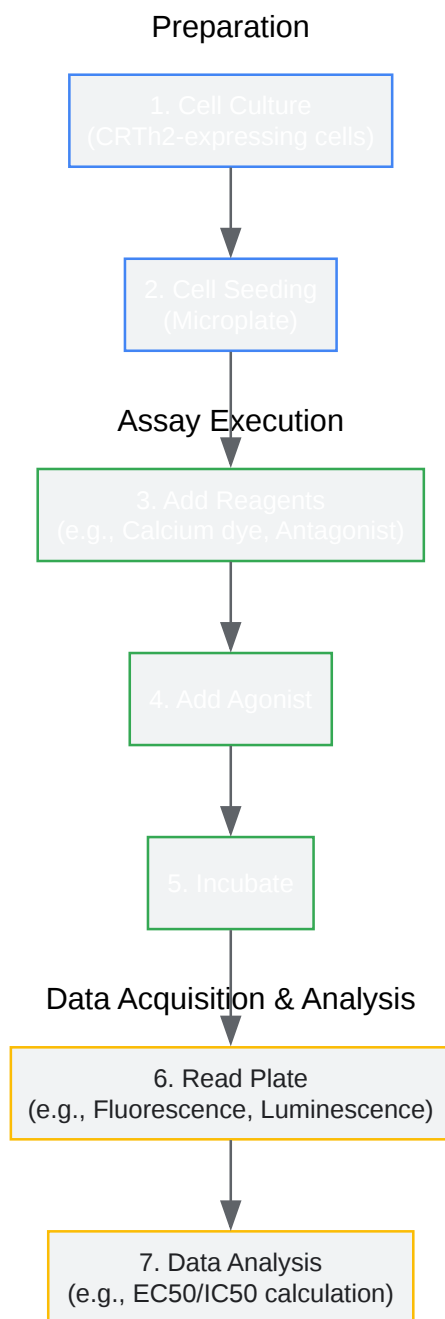 Preparation
1. Cell Culture
(CRTh2-expressing cells)
2. Cell Seeding
(Microplate)
Assay Execution
3. Add Reagents
(e.g., Calcium dye, Antagonist)
4. Add Agonist
5. Incubate
Data Acquisition & Analysis
6. Read Plate
(e.g., Fluorescence, Luminescence)
7. Data Analysis
(e.g., EC50/IC50 calculation)